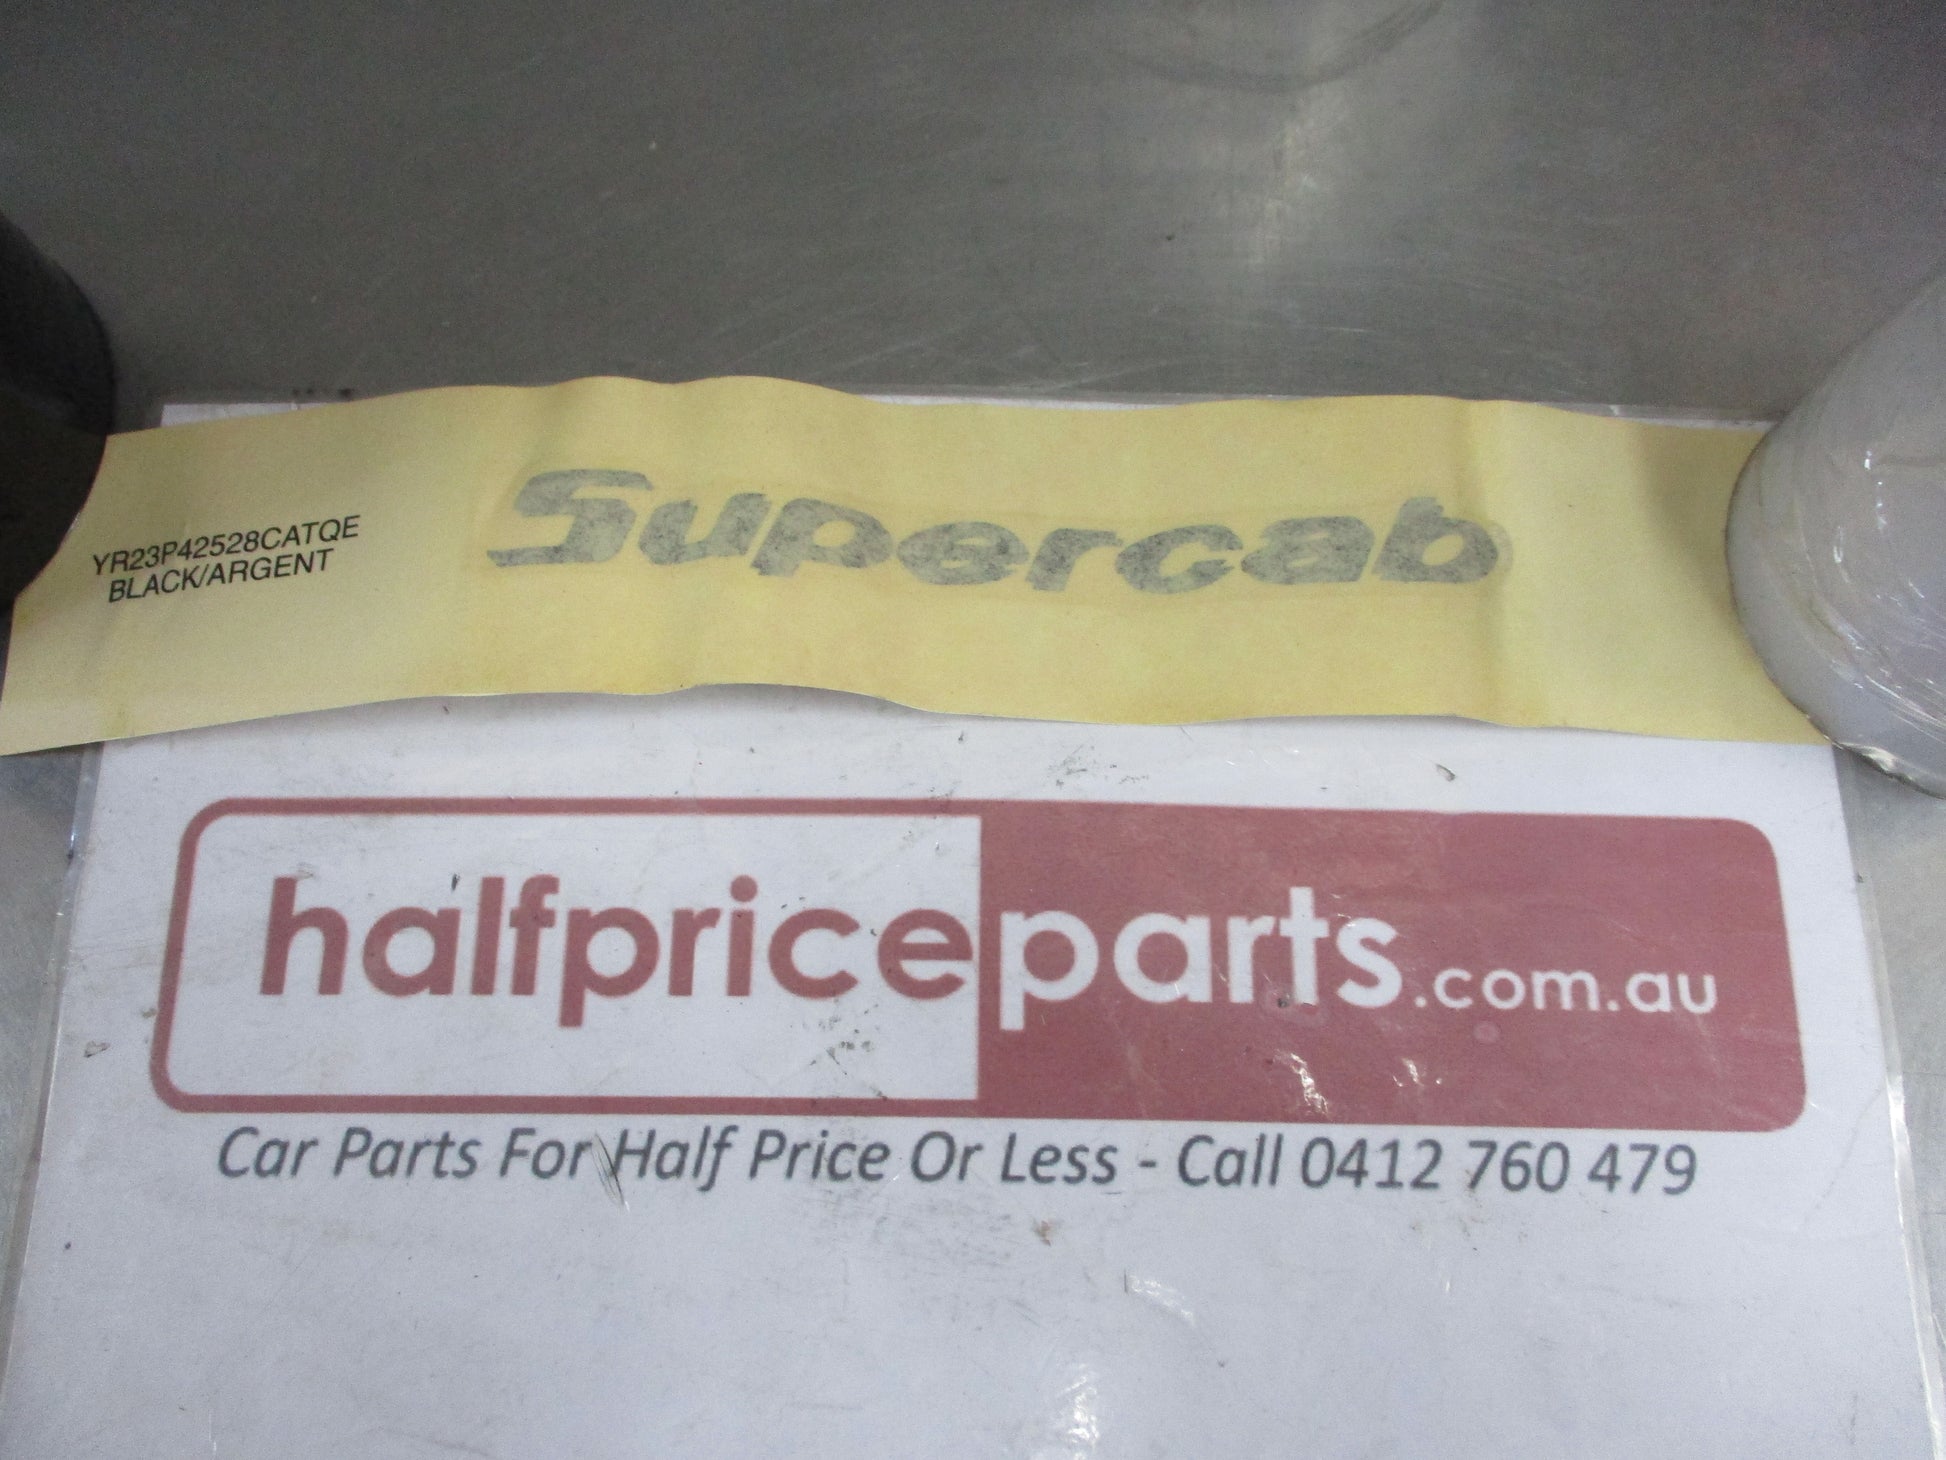 YR23P42528CATQE
BLACK/ARGENT
Supercab
halfpriceparts.com.au
Car Parts For Half Price Or Less - Call 0412 760 479